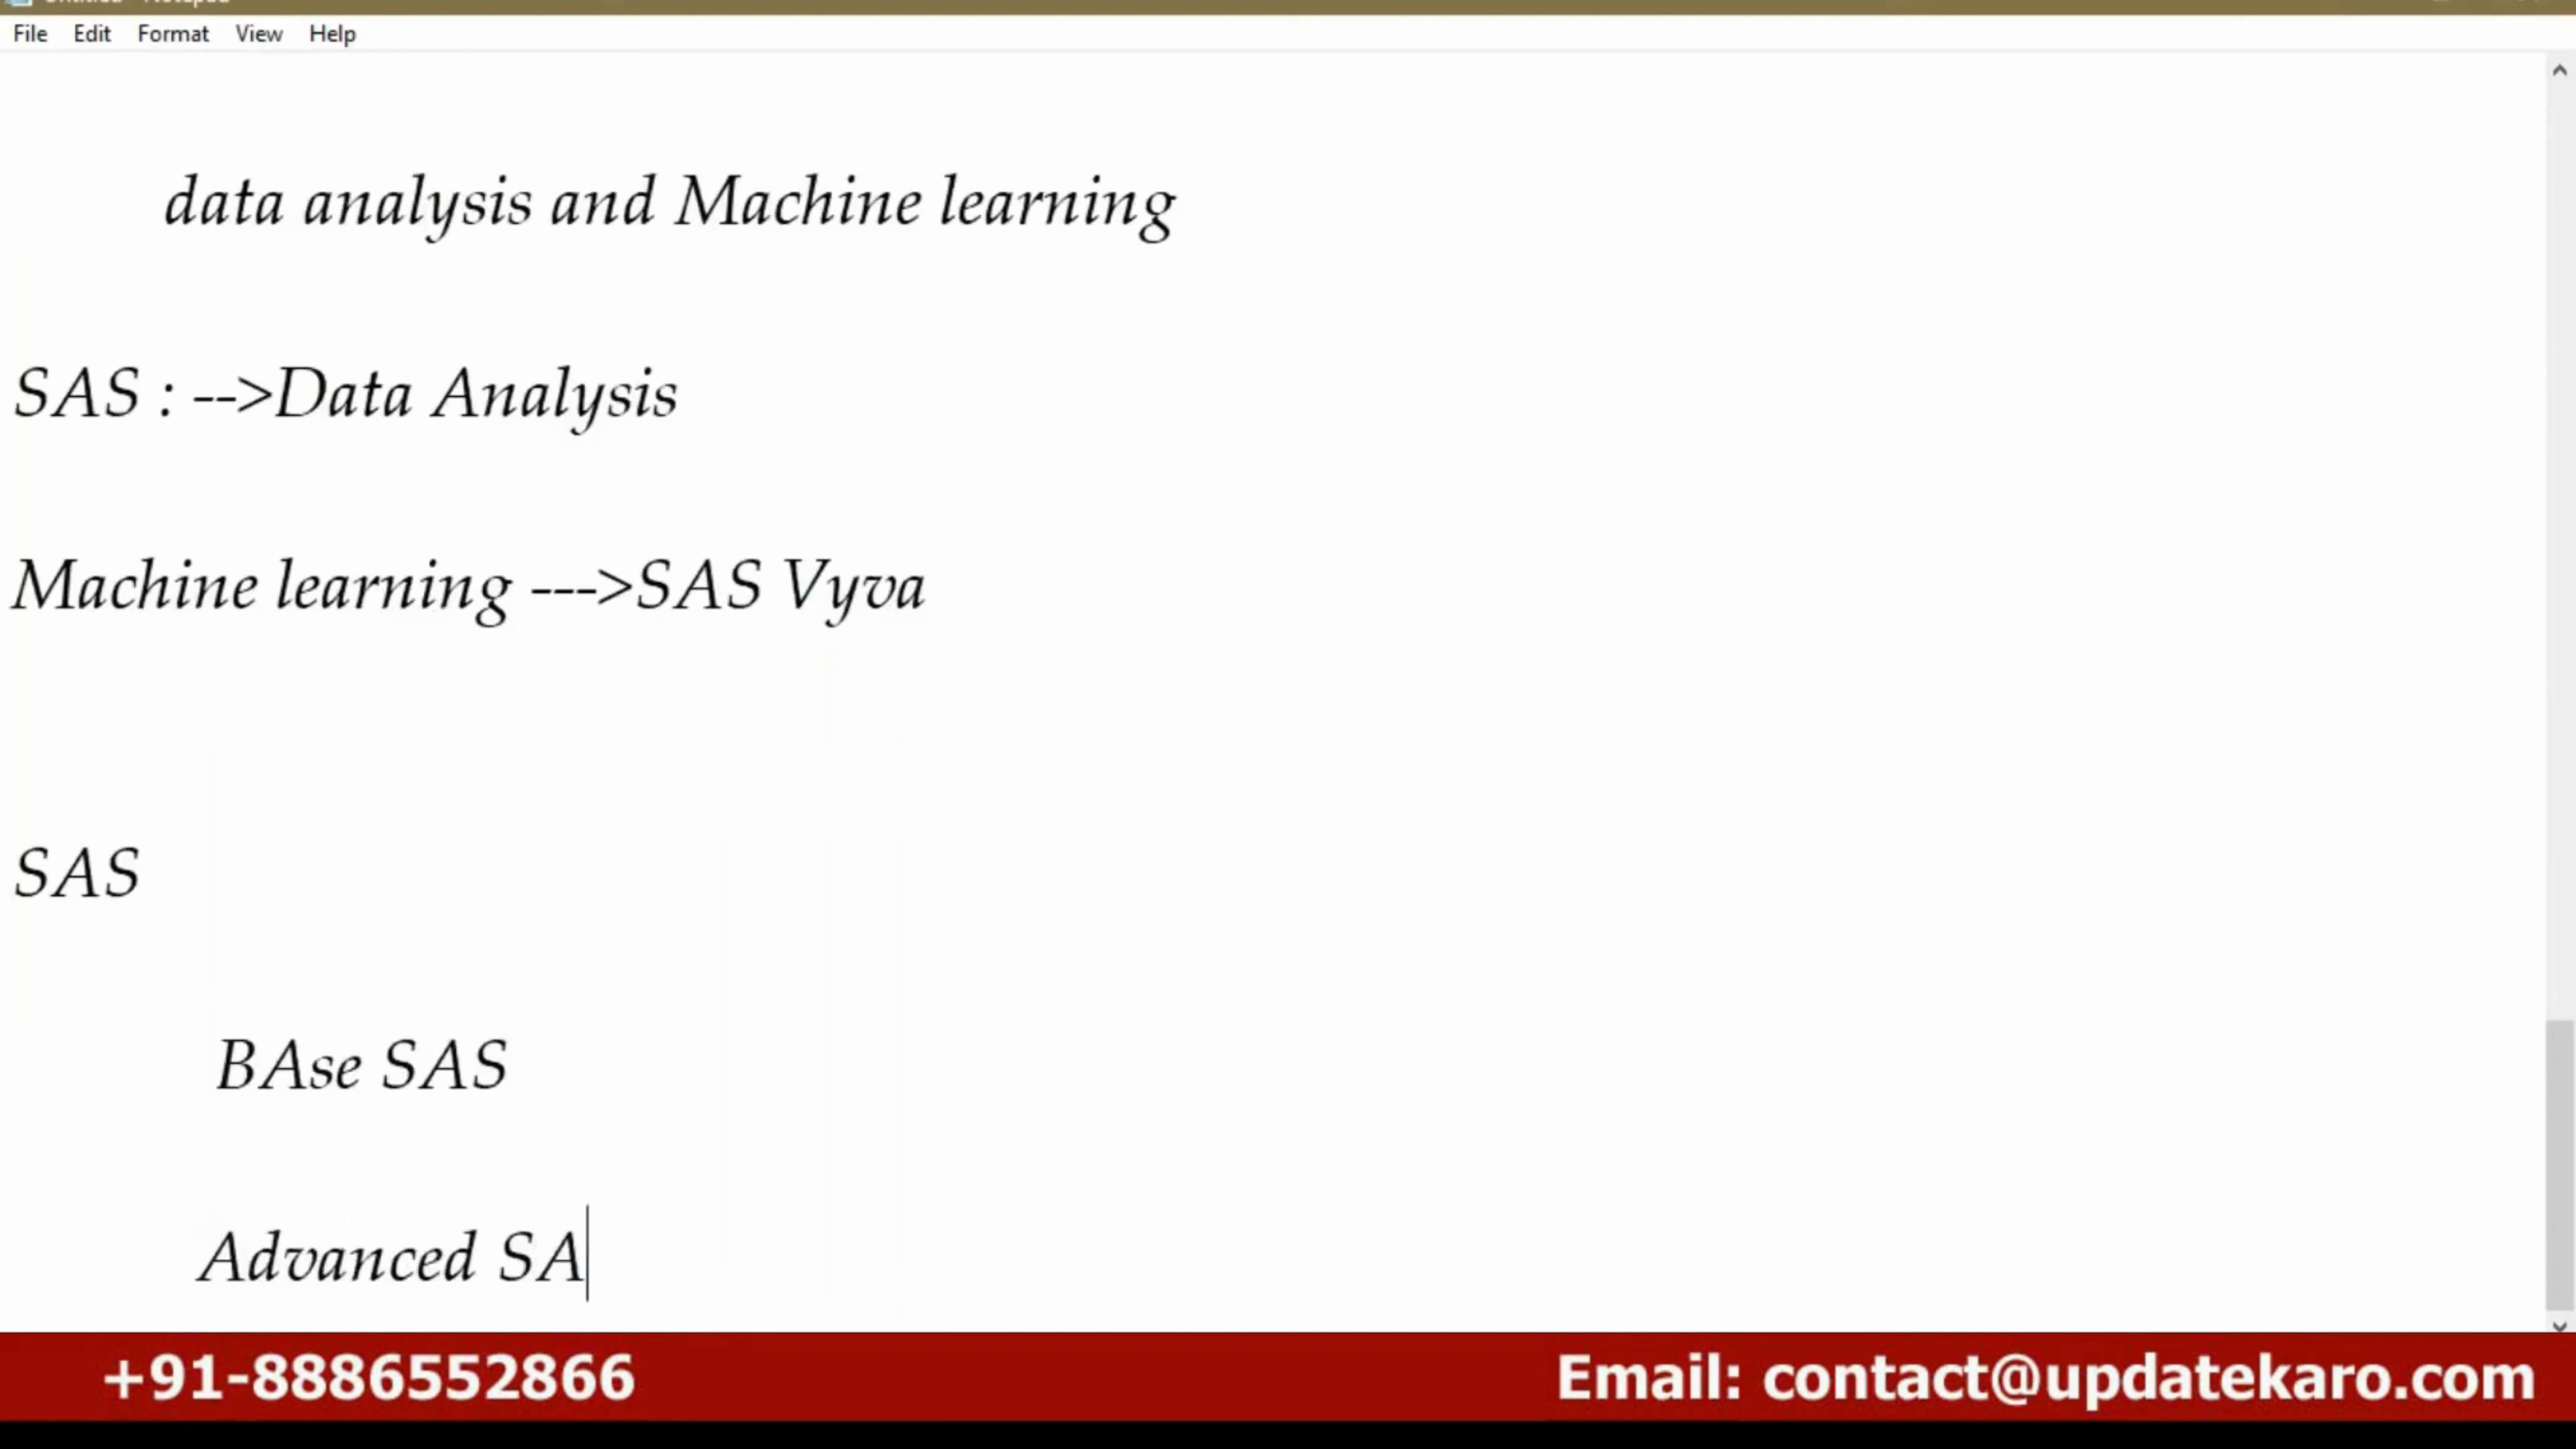 File Edit Format View Help
data analysis and Machine learning
SAS : -->Data Analysis
Machine learning --->SAS Vyva
SAS
BAse SAS
Advanced SA
+91-8886552866 Email: contact@updatekaro.com